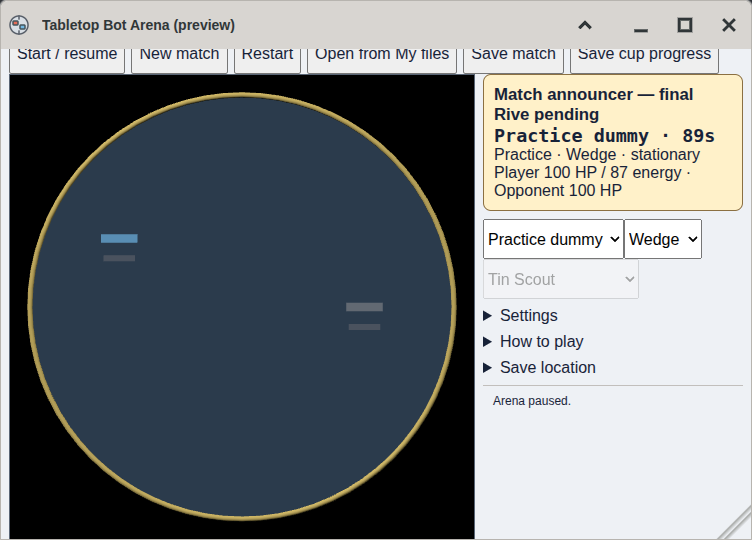 Tabletop Bot Arena (preview)
Start / resume New match Restart Open from My files Save match Save cup progress
Match announcer — final
Rive pending
Practice dummy · 89s
Practice · Wedge · stationary
Player 100 HP / 87 energy ·
Opponent 100 HP
Practice dummy Wedge
Tin Scout
Settings
How to play
Save location
Arena paused.